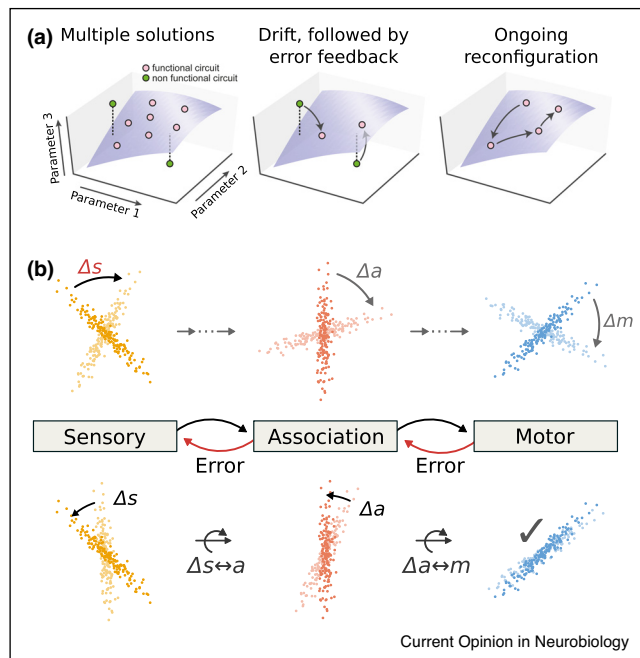 (a)
Multiple solutions
functional circuit
non functional circuit
Parameter 3
Parameter 1
Parameter 2
Drift, followed by
error feedback
Ongoing
reconfiguration
(b)
Δs
Δa
Δm
Sensory
Association
Motor
Error
Error
Δs
Δs↔a
Δa
Δa↔m
✓
Current Opinion in Neurobiology